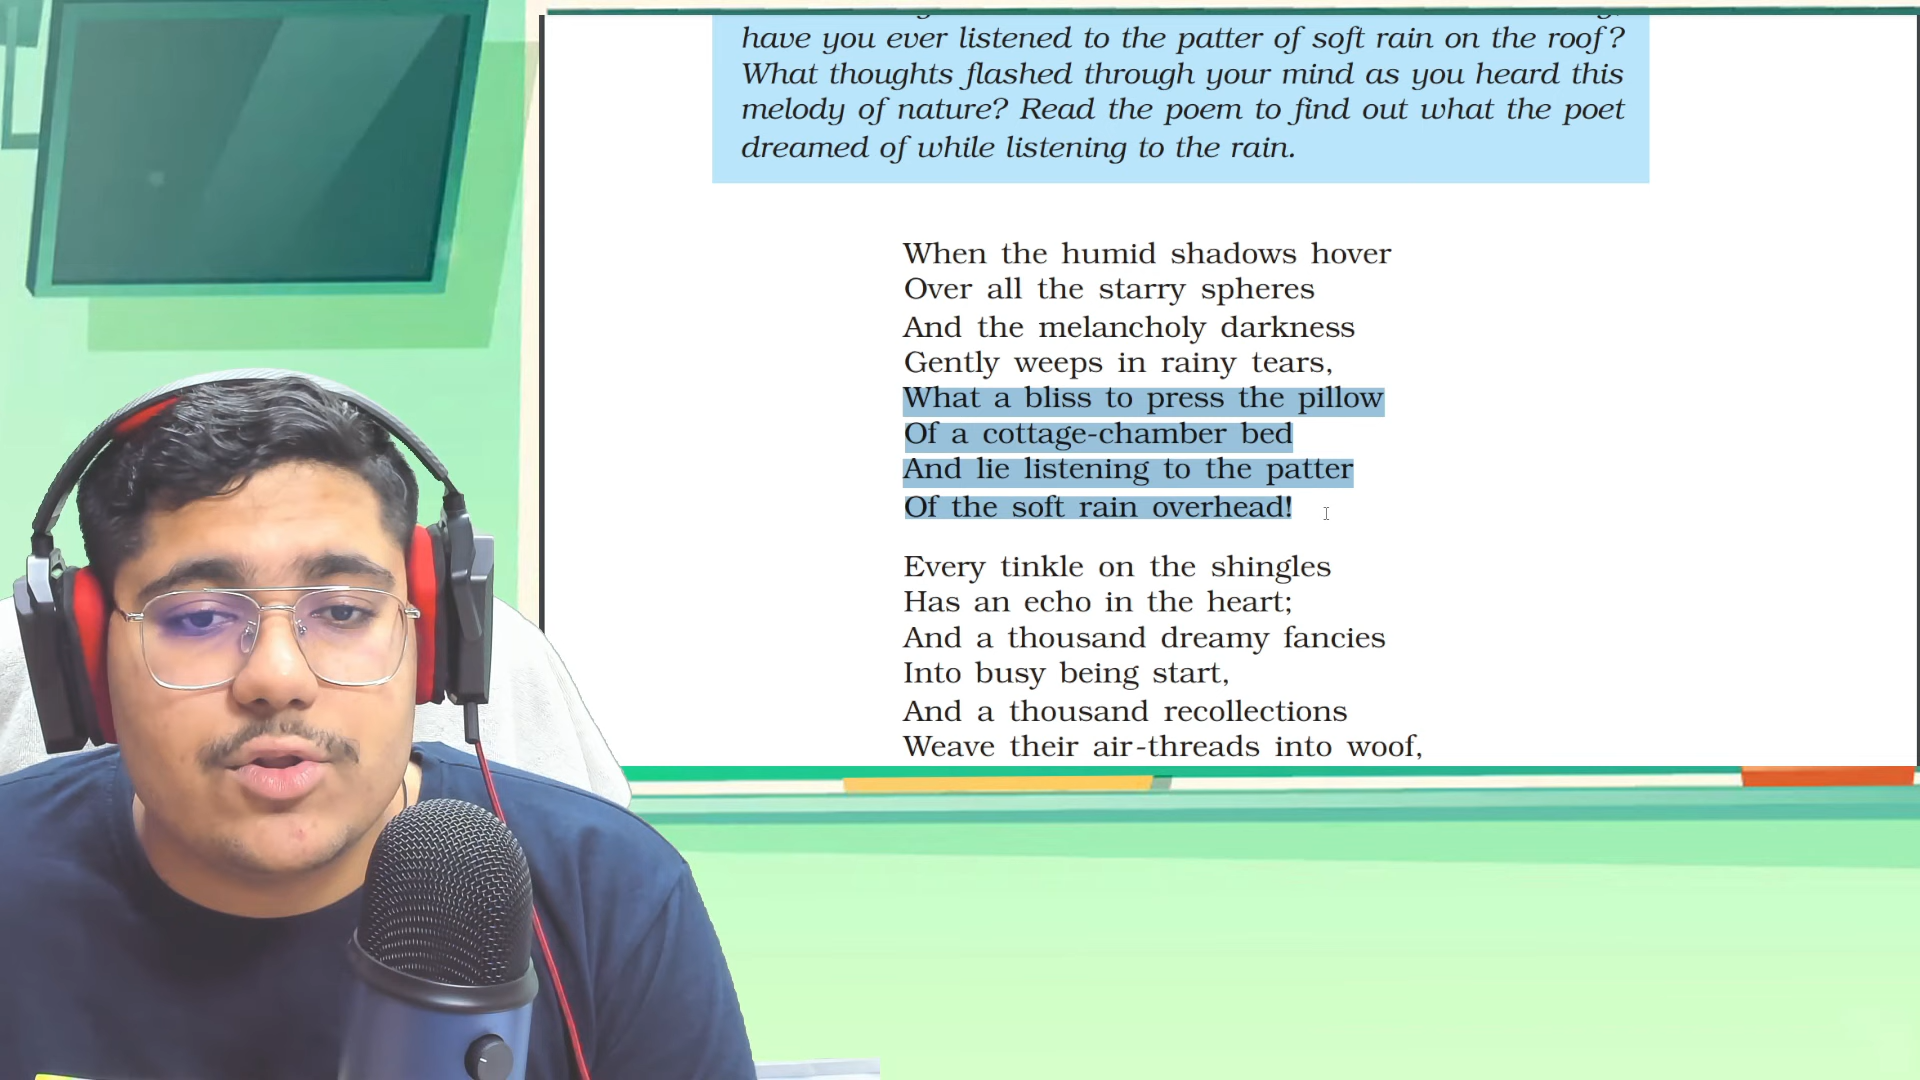 have you ever listened to the patter of soft rain on the roof?
What thoughts flashed through your mind as you heard this
melody of nature? Read the poem to find out what the poet
dreamed of while listening to the rain.
When the humid shadows hover
Over all the starry spheres
And the melancholy darkness
Gently weeps in rainy tears,
What a bliss to press the pillow
Of a cottage-chamber bed
And lie listening to the patter
Of the soft rain overhead!
Every tinkle on the shingles
Has an echo in the heart;
And a thousand dreamy fancies
Into busy being start,
And a thousand recollections
Weave their air-threads into woof,